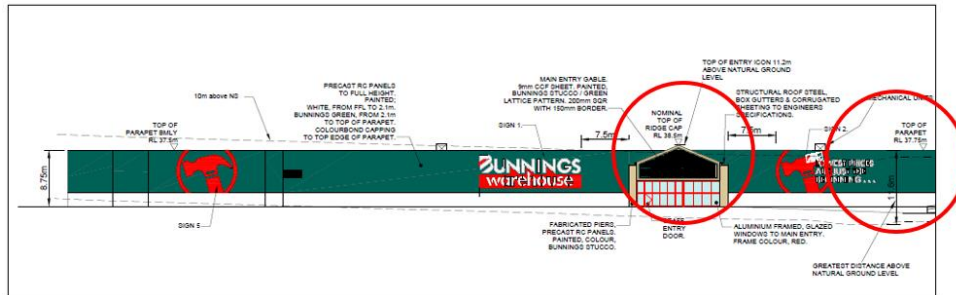 TOP OF ENTRY ICON 11.2m
ABOVE NATURAL GROUND
LEVEL
PRECAST RC PANELS
TO FULL HEIGHT,
PAINTED;
WHITE, FROM FFL TO 2.1m.
BUNNINGS GREEN, FROM 2.1m
TO TOP OF PARAPET.
COLOURBOND CAPPING
TO TOP EDGE OF PARAPET.
MAIN ENTRY GABLE.
9mm CCF SHEET. PAINTED,
BUNNINGS STUCCO / GREEN
LATTICE PATTERN. 200mm SQR
WITH 150mm BORDER.
STRUCTURAL ROOF STEEL,
BOX GUTTERS & CORRUGATED
SHEETING TO ENGINEERS
SPECIFICATIONS.
MECHANICAL
10m above NS
NOMINAL
TOP OF
RIDGE CAP
RL 38.5m
TOP OF
PARAPET BMLY
RL 37.5m
SIGN 1.
7.5m
7.5m
SIGN 2.
TOP OF
PARAPET
RL 37.75m
8.75m
BUNNINGS
warehouse
LOWEST PRICES
SIGN 5
FABRICATED PIERS,
PRECAST RC PANELS.
PAINTED, COLOUR,
BUNNINGS STUCCO.
ENTRY
DOOR.
ALUMINIUM FRAMED, GLAZED
WINDOWS TO MAIN ENTRY.
FRAME COLOUR, RED.
GREATEST DISTANCE ABOVE
NATURAL GROUND LEVEL